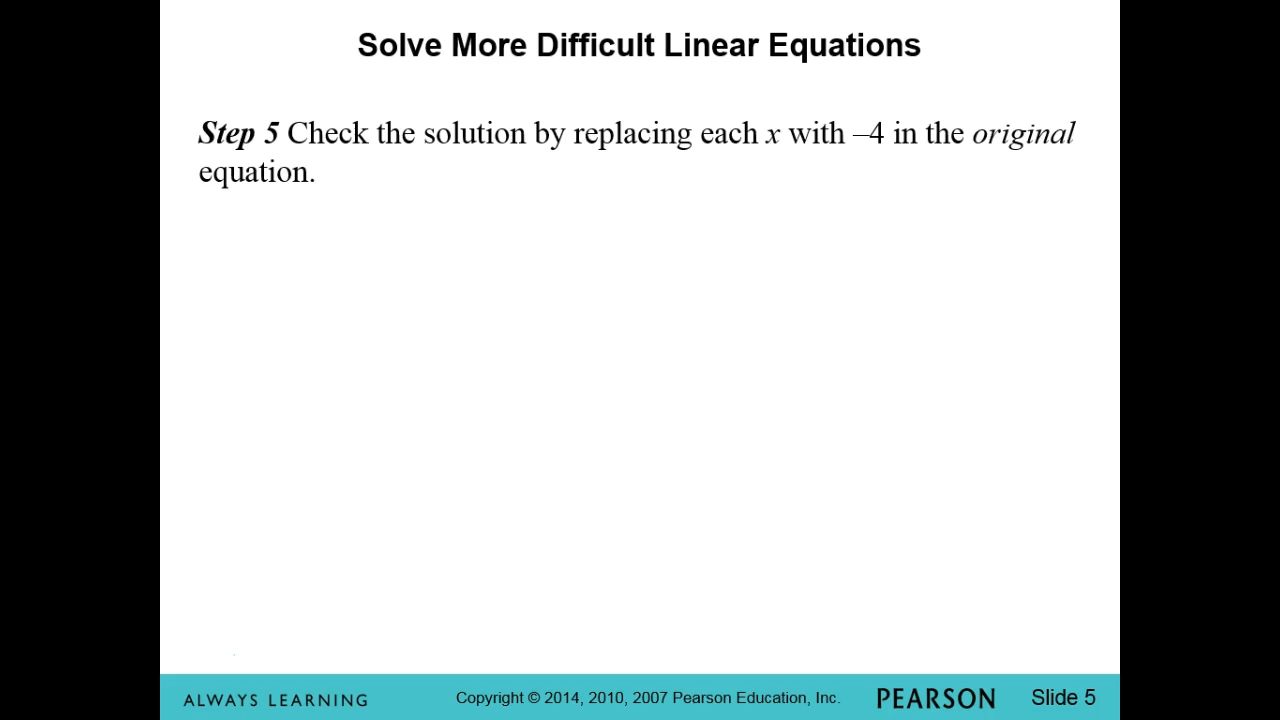 Solve More Difficult Linear Equations
Step 5 Check the solution by replacing each x with –4 in the original
equation.
ALWAYS LEARNING
Copyright © 2014, 2010, 2007 Pearson Education, Inc.
PEARSON
Slide 5